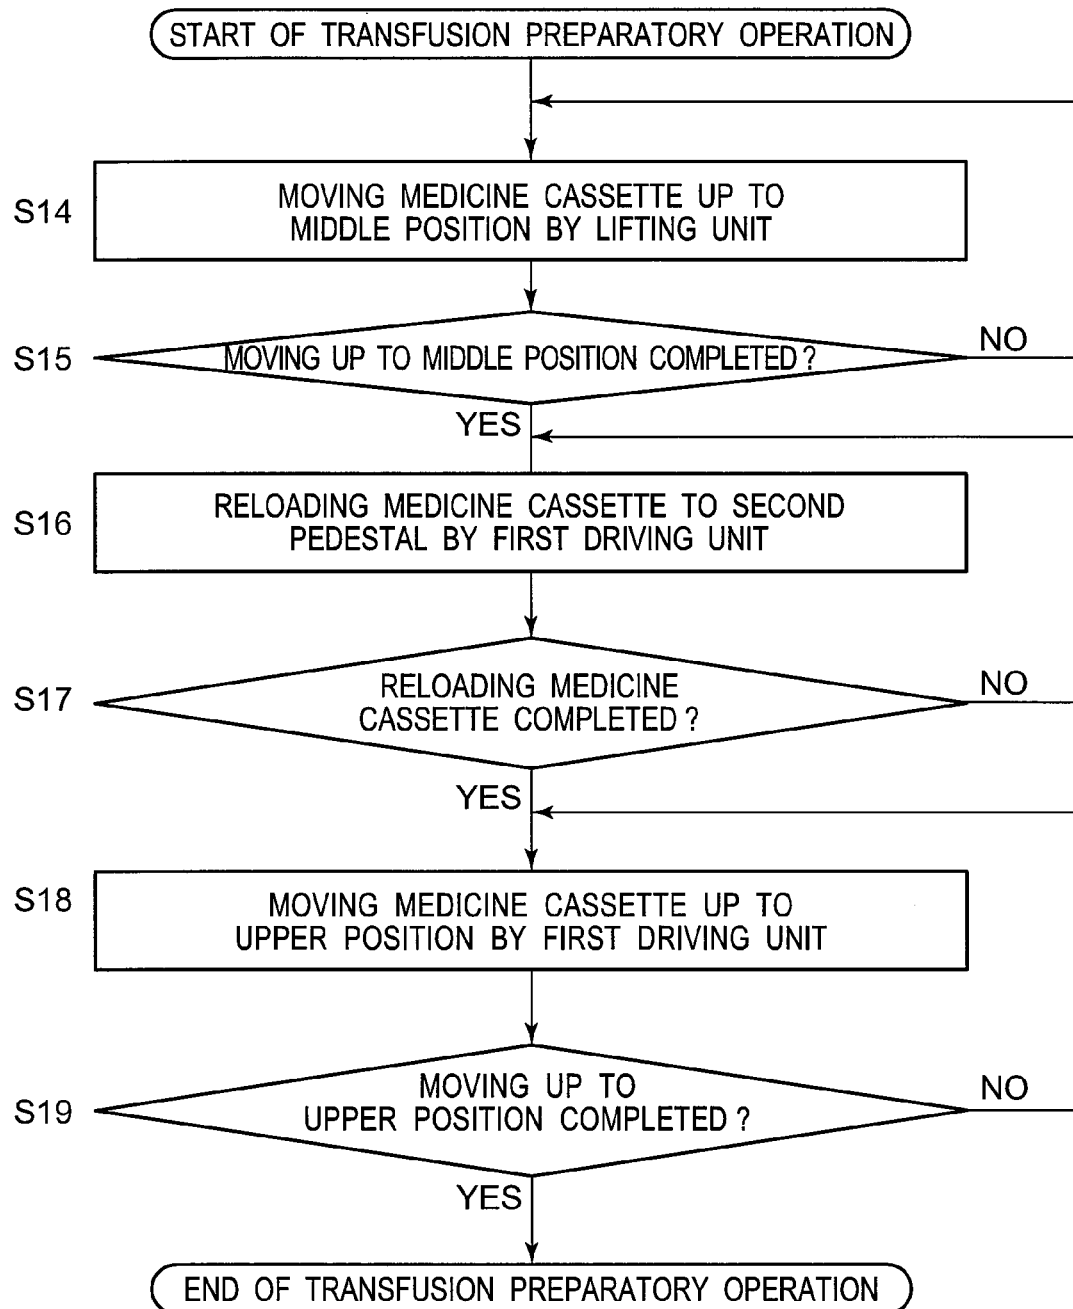 START OF TRANSFUSION PREPARATORY OPERATION
S14
MOVING MEDICINE CASSETTE UP TO
MIDDLE POSITION BY LIFTING UNIT
S15
MOVING UP TO MIDDLE POSITION COMPLETED?
NO
YES
S16
RELOADING MEDICINE CASSETTE TO SECOND
PEDESTAL BY FIRST DRIVING UNIT
S17
RELOADING MEDICINE
CASSETTE COMPLETED?
NO
YES
S18
MOVING MEDICINE CASSETTE UP TO
UPPER POSITION BY FIRST DRIVING UNIT
S19
MOVING UP TO
UPPER POSITION COMPLETED?
NO
YES
END OF TRANSFUSION PREPARATORY OPERATION